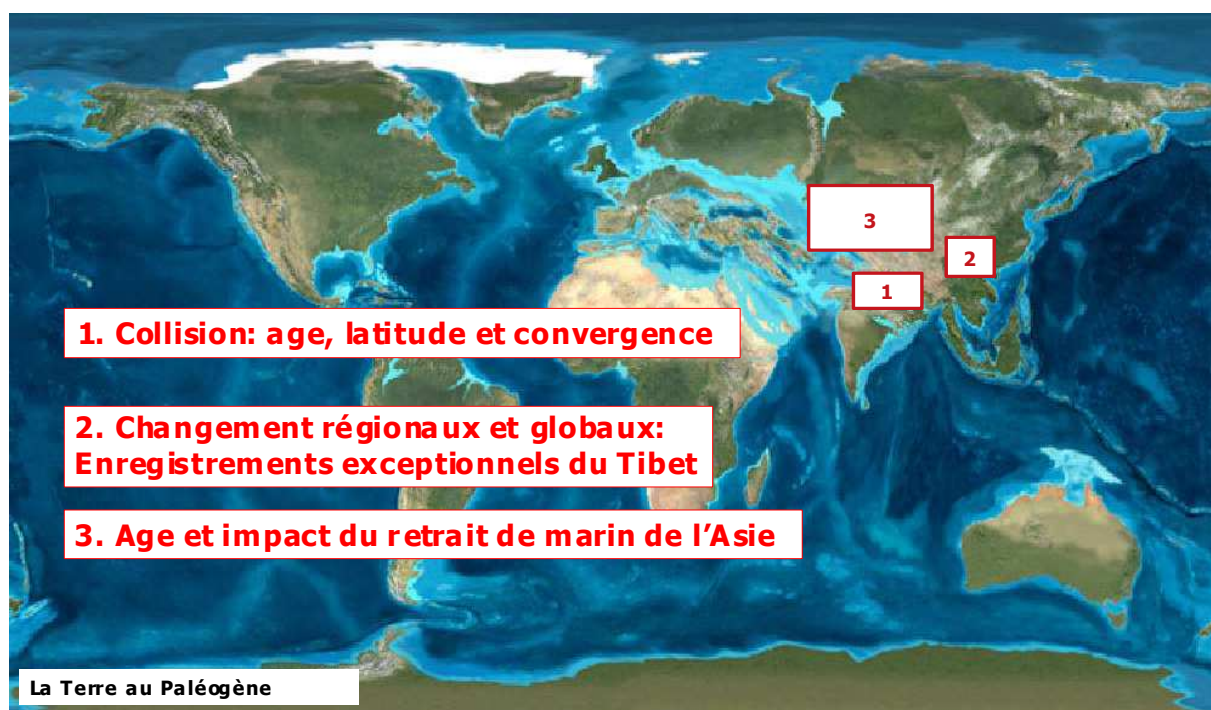 3
2
1
1. Collision: age, latitude et convergence
2. Changement régionaux et globaux:
Enregistrements exceptionnels du Tibet
3. Age et impact du retrait de marin de l’Asie
La Terre au Paléogène